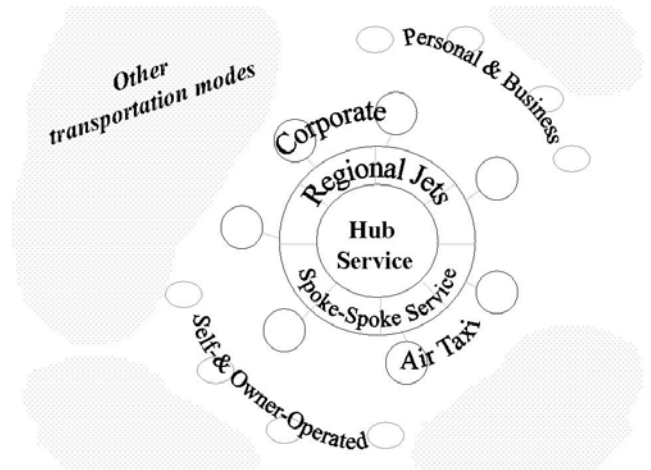 Other
transportation modes
Personal & Business
Corporate
Regional Jets
Hub
Service
Spoke-Spoke Service
Air Taxi
Self-& Owner-Operated